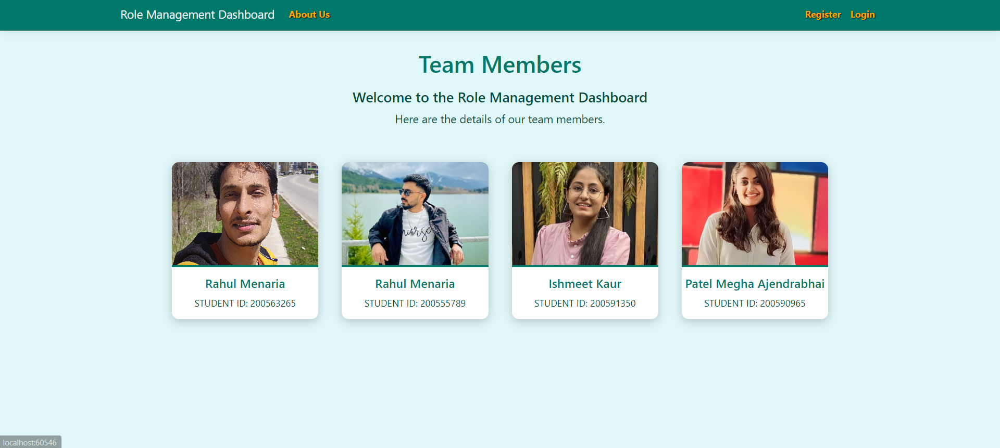 Role Management Dashboard About Us Register Login
Team Members
Welcome to the Role Management Dashboard
Here are the details of our team members.
nurse
Rahul Menaria
STUDENT ID: 200563265
Rahul Menaria
STUDENT ID: 200555789
Ishmeet Kaur
STUDENT ID: 200591350
Patel Megha Ajendrabhai
STUDENT ID: 200590965
localhost:60546